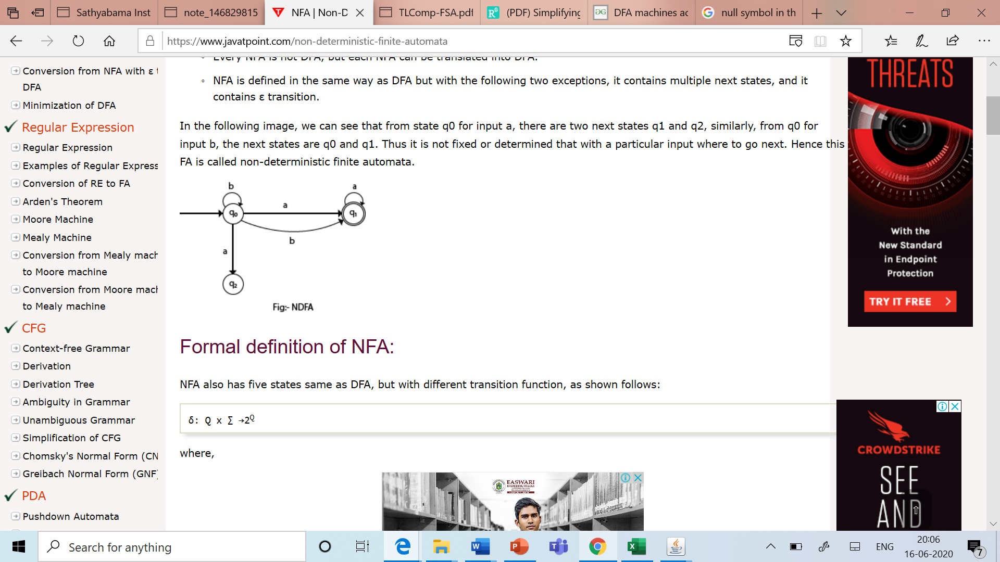 Sathyabama Inst
note_146829815
NFA | Non-D
TLComp-FSA.pdf
(PDF) Simplifying
DFA machines ac
null symbol in th
https://www.javatpoint.com/non-deterministic-finite-automata
Conversion from NFA with ε t
DFA
Minimization of DFA
Regular Expression
Regular Expression
Examples of Regular Express
Conversion of RE to FA
Arden's Theorem
Moore Machine
Mealy Machine
Conversion from Mealy mach
to Moore machine
Conversion from Moore mach
to Mealy machine
CFG
Context-free Grammar
Derivation
Derivation Tree
Ambiguity in Grammar
Unambiguous Grammar
Simplification of CFG
Chomsky's Normal Form (CN
Greibach Normal Form (GNF)
PDA
Pushdown Automata
Every NFA is not DFA, but each NFA can be translated into DFA.
NFA is defined in the same way as DFA but with the following two exceptions, it contains multiple next states, and it
contains ε transition.
In the following image, we can see that from state q0 for input a, there are two next states q1 and q2, similarly, from q0 for
input b, the next states are q0 and q1. Thus it is not fixed or determined that with a particular input where to go next. Hence this
FA is called non-deterministic finite automata.
b
a
a
q0
q1
b
a
q2
Fig:- NDFA
Formal definition of NFA:
NFA also has five states same as DFA, but with different transition function, as shown follows:
δ: Q x ∑ →2^Q
where,
EASWARI
ENGINEERING COLLEGE
THREATS
With the
New Standard
in Endpoint
Protection
TRY IT FREE
CROWDSTRIKE
SEE
AND
Search for anything
ENG
20:06
16-06-2020
7